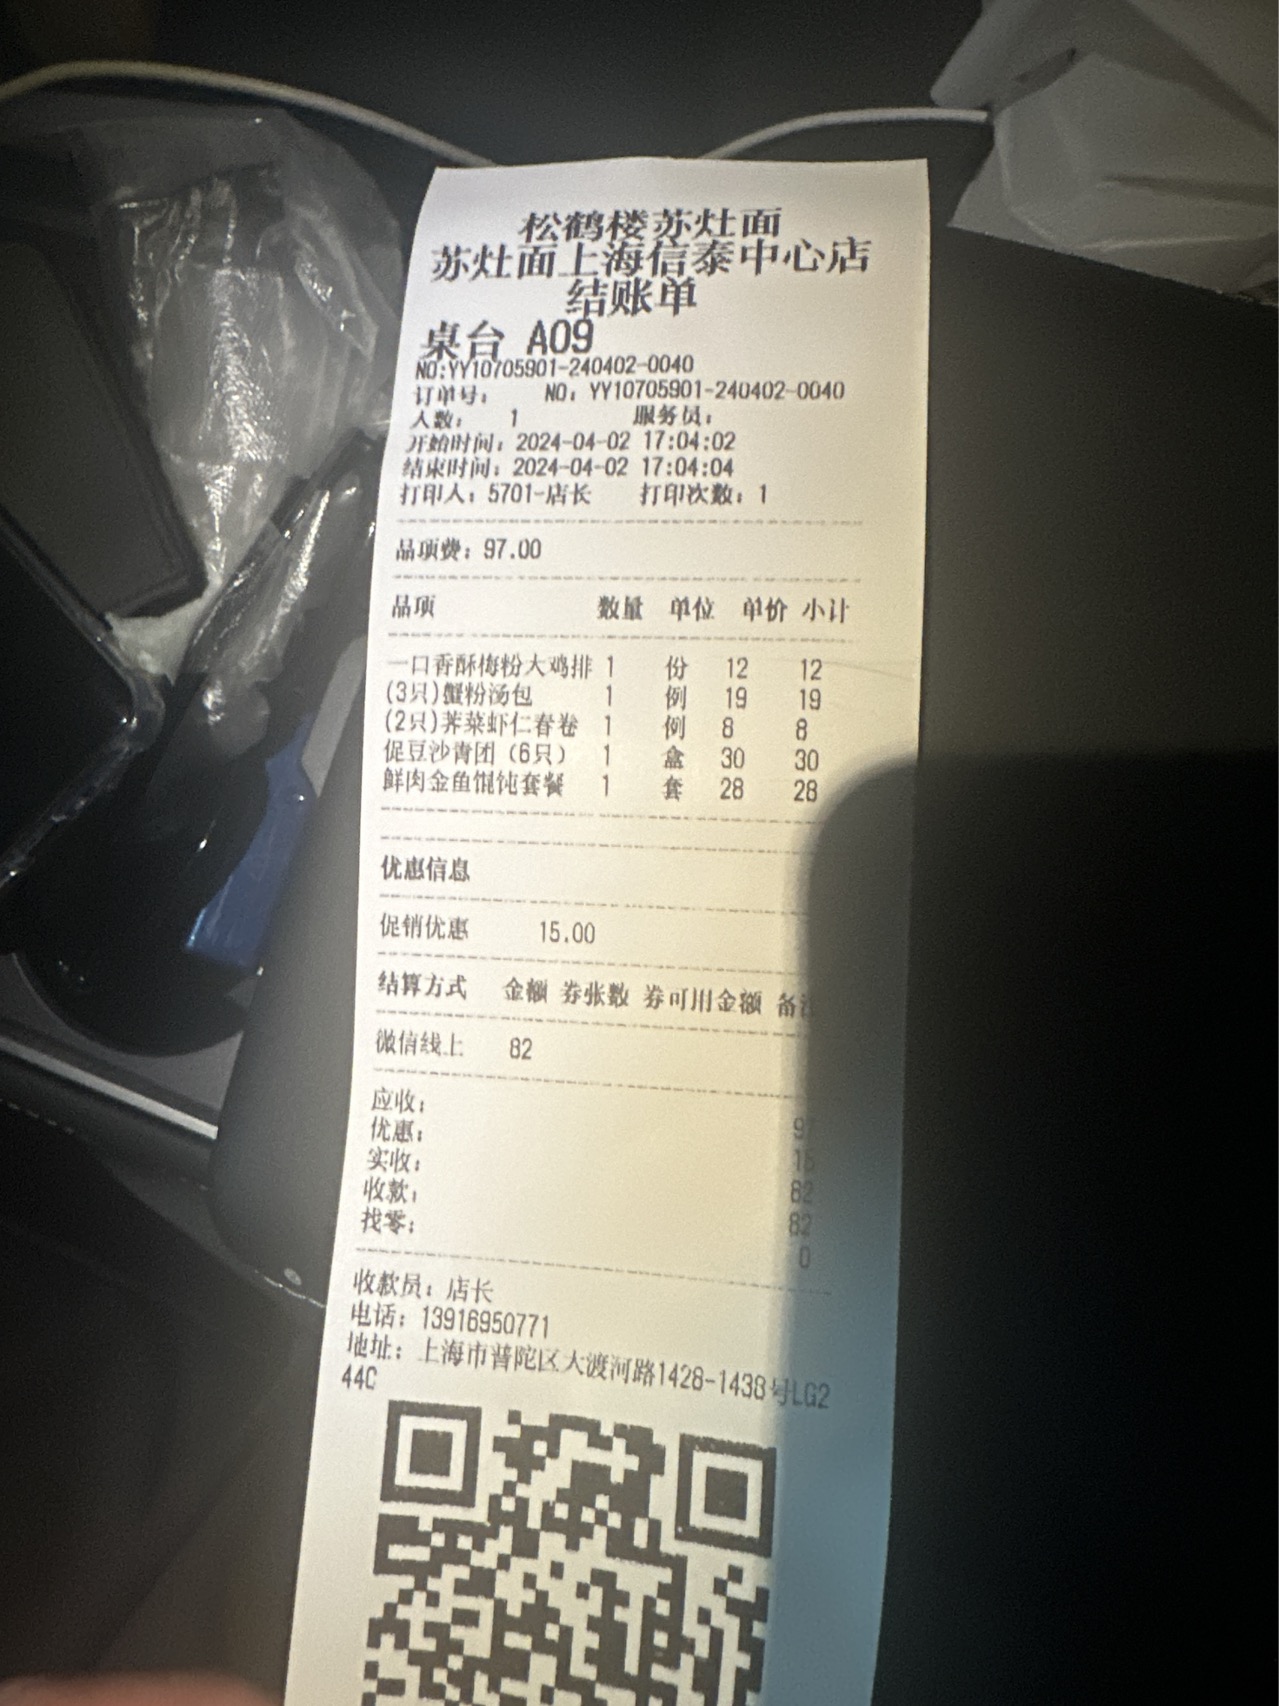 松鹤楼苏灶面
苏灶面上海信泰中心店
结账单
桌台 A09
NO:YY10705901-240402-0040
订单号: NO: YY10705901-240402-0040
人数: 1 服务员:
开始时间: 2024-04-02 17:04:02
结束时间: 2024-04-02 17:04:04
打印人: 5701-店长 打印次数: 1
品项费: 97.00
品项 数量 单位 单价 小计
一口香酥梅粉大鸡排 1 份 12 12
(3只)蟹粉汤包 1 例 19 19
(2只)荠菜虾仁春卷 1 例 8 8
促豆沙青团（6只） 1 盒 30 30
鲜肉金鱼馄饨套餐 1 套 28 28
优惠信息
促销优惠 15.00
结算方式 金额 券张数 券可用金额 备注
微信线上 82
应收:
优惠: 9
实收: 15
收款: 82
找零: 82
0
收款员: 店长
电话: 13916950771
地址: 上海市普陀区大渡河路1428-1438号LG2
44C